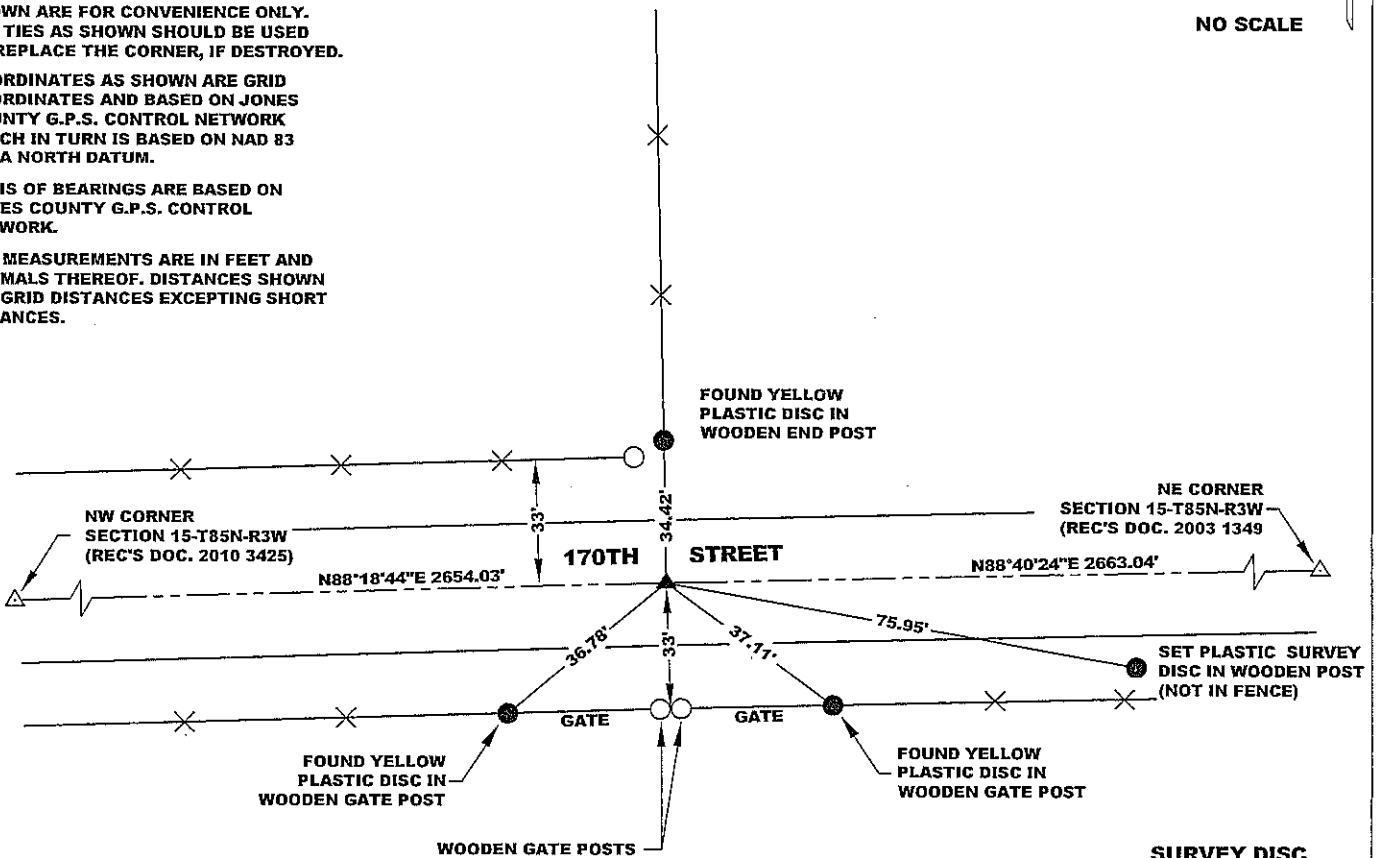 OWN ARE FOR CONVENIENCE ONLY.
TIES AS SHOWN SHOULD BE USED
REPLACE THE CORNER, IF DESTROYED.
ORDINATES AS SHOWN ARE GRID
ORDINATES AND BASED ON JONES
UNTY G.P.S. CONTROL NETWORK
CH IN TURN IS BASED ON NAD 83
A NORTH DATUM.
IS OF BEARINGS ARE BASED ON
ES COUNTY G.P.S. CONTROL
WORK.
MEASUREMENTS ARE IN FEET AND
MALS THEREOF. DISTANCES SHOWN
GRID DISTANCES EXCEPTING SHORT
ANCES.
NO SCALE
FOUND YELLOW
PLASTIC DISC IN
WOODEN END POST
NW CORNER
SECTION 15-T85N-R3W
(REC'S DOC. 2010 3425)
33'
34.42'
NE CORNER
SECTION 15-T85N-R3W
(REC'S DOC. 2003 1349
170TH STREET
N88°18'44"E 2654.03'
N88°40'24"E 2663.04'
36.78'
33'
37.11'
75.95'
SET PLASTIC SURVEY
DISC IN WOODEN POST
(NOT IN FENCE)
GATE
GATE
FOUND YELLOW
PLASTIC DISC IN
WOODEN GATE POST
FOUND YELLOW
PLASTIC DISC IN
WOODEN GATE POST
WOODEN GATE POSTS
SURVEY DISC